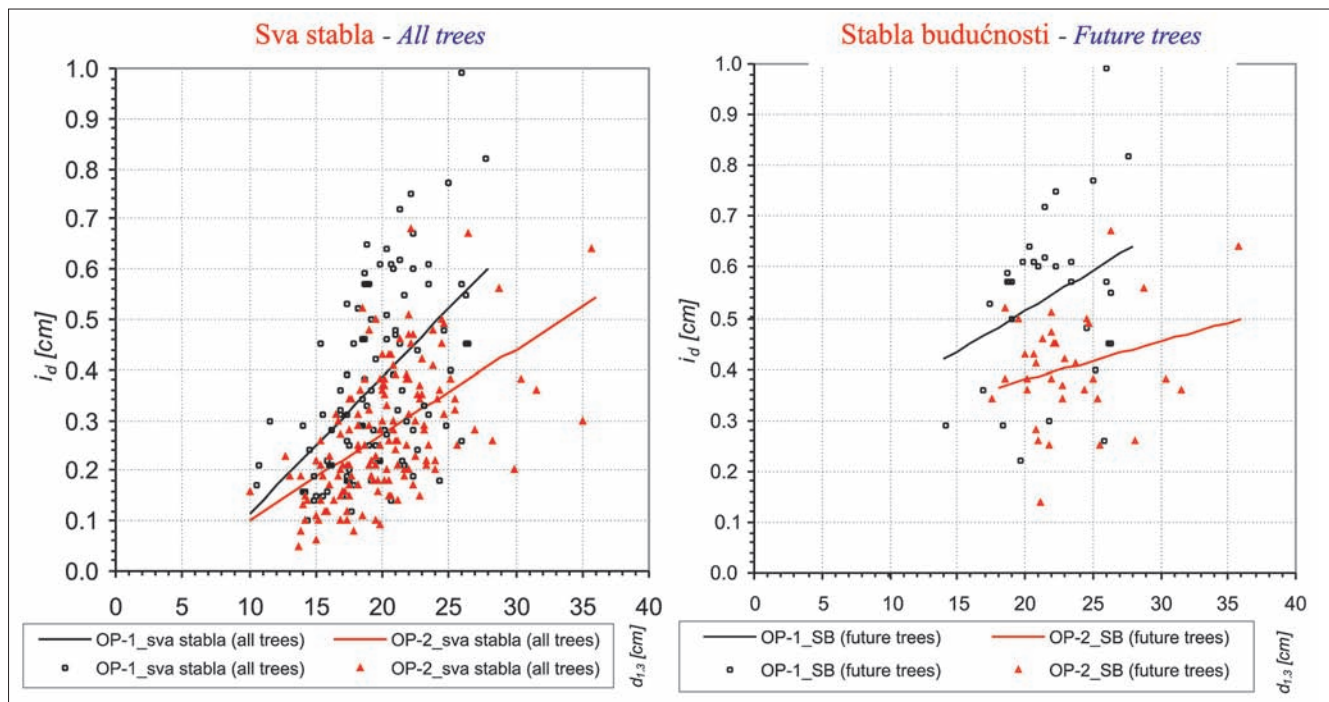 Sva stabla - All trees
1.0
0.9
0.8
0.7
0.6
0.5
0.4
0.3
0.2
0.1
0.0
i_d [cm]
0 5 10 15 20 25 30 35 40
OP-1_sva stabla (all trees) OP-2_sva stabla (all trees)
OP-1_sva stabla (all trees) OP-2_sva stabla (all trees)
d1.3 [cm]
Stabla budućnosti - Future trees
1.0
0.9
0.8
0.7
0.6
0.5
0.4
0.3
0.2
0.1
0.0
i_d [cm]
0 5 10 15 20 25 30 35 40
OP-1_SB (future trees) OP-2_SB (future trees)
OP-1_SB (future trees) OP-2_SB (future trees)
d1.3 [cm]